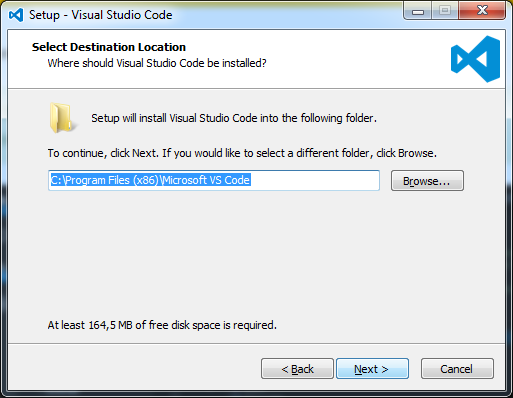 Setup - Visual Studio Code
Select Destination Location
Where should Visual Studio Code be installed?
Setup will install Visual Studio Code into the following folder.
To continue, click Next. If you would like to select a different folder, click Browse.
C:\Program Files (x86)\Microsoft VS Code
Browse...
At least 164,5 MB of free disk space is required.
< Back
Next >
Cancel